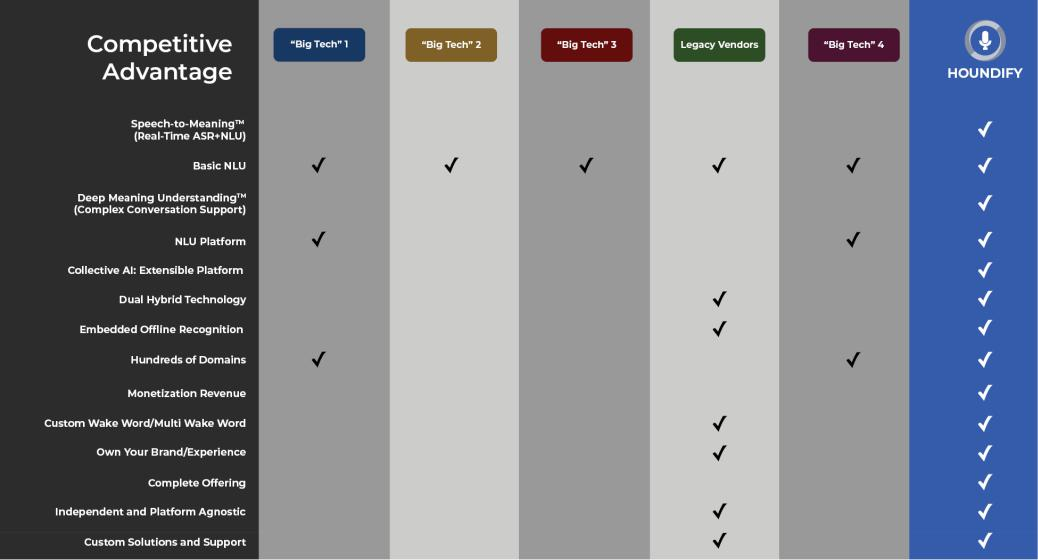 Competitive
Advantage
“Big Tech” 1
“Big Tech” 2
“Big Tech” 3
Legacy Vendors
“Big Tech” 4
HOUNDIFY
Speech-to-Meaning™
(Real-Time ASR+NLU)
Basic NLU
Deep Meaning Understanding™
(Complex Conversation Support)
NLU Platform
Collective AI: Extensible Platform
Dual Hybrid Technology
Embedded Offline Recognition
Hundreds of Domains
Monetization Revenue
Custom Wake Word/Multi Wake Word
Own Your Brand/Experience
Complete Offering
Independent and Platform Agnostic
Custom Solutions and Support